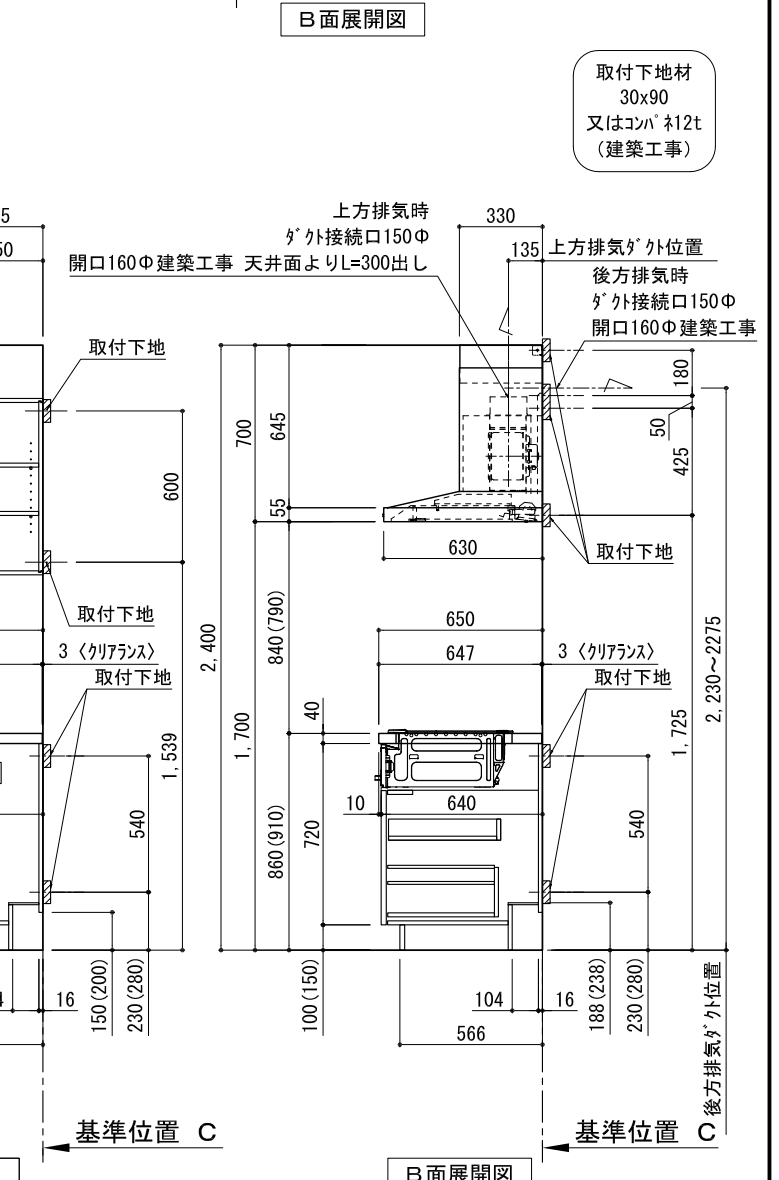 B面展開図
取付下地材
30x90
又はｺﾝﾊﾟﾈ12t
(建築工事)
5
50
上方排気時
ﾀﾞｸﾄ接続口150Φ
開口160Φ建築工事 天井面よりL=300出し
330
135
上方排気ﾀﾞｸﾄ位置
後方排気時
ﾀﾞｸﾄ接続口150Φ
開口160Φ建築工事
取付下地
180
50
425
700
645
55
600
630
取付下地
取付下地
650
647
3 〈ｸﾘｱﾗﾝｽ〉
取付下地
3 〈ｸﾘｱﾗﾝｽ〉
取付下地
2,400
840(790)
2,230~2275
1,725
1,700
40
1,539
10
640
540
860(910)
720
540
16
150(200)
230(280)
100(150)
104
16
188(238)
230(280)
566
後方排気ﾀﾞｸﾄ位置
基準位置 C
基準位置 C
B面展開図